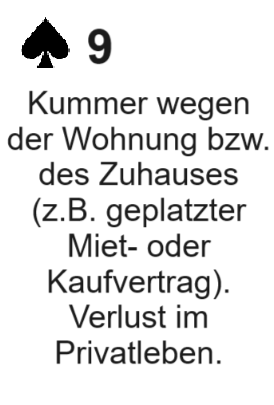 ♠ 9
Kummer wegen
der Wohnung bzw.
des Zuhauses
(z.B. geplatzter
Miet- oder
Kaufvertrag).
Verlust im
Privatleben.